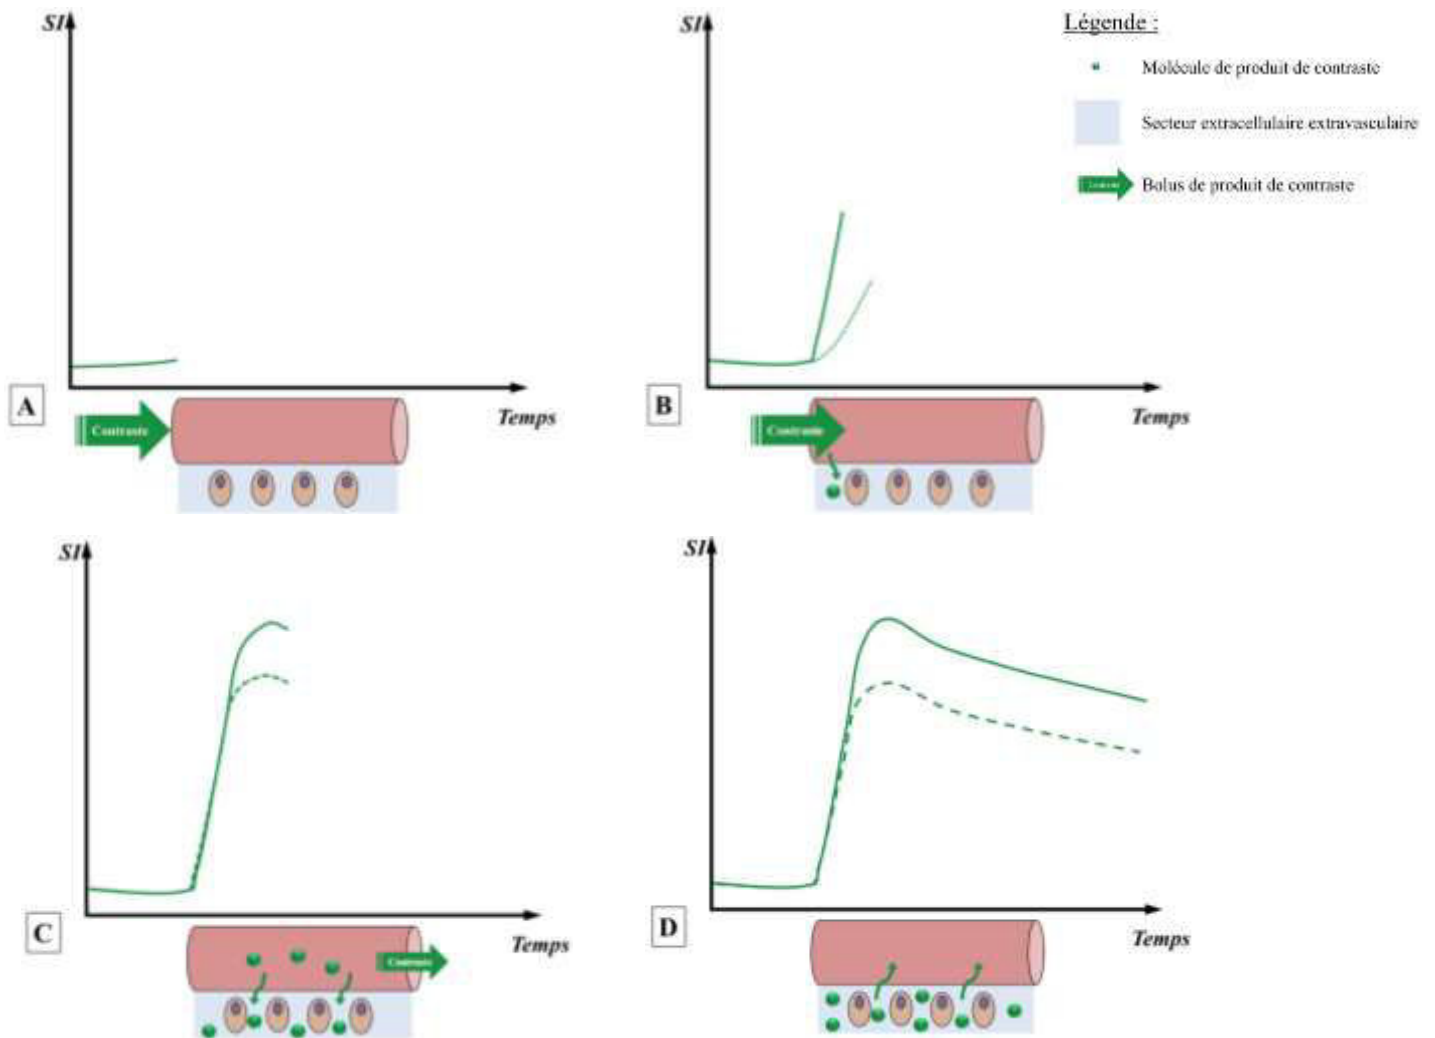 SI
Temps
A
Contraste
SI
Temps
B
Contraste
Légende :
Molécule de produit de contraste
Secteur extracellulaire extravasculaire
Bolus de produit de contraste
SI
Temps
C
Contraste
SI
Temps
D